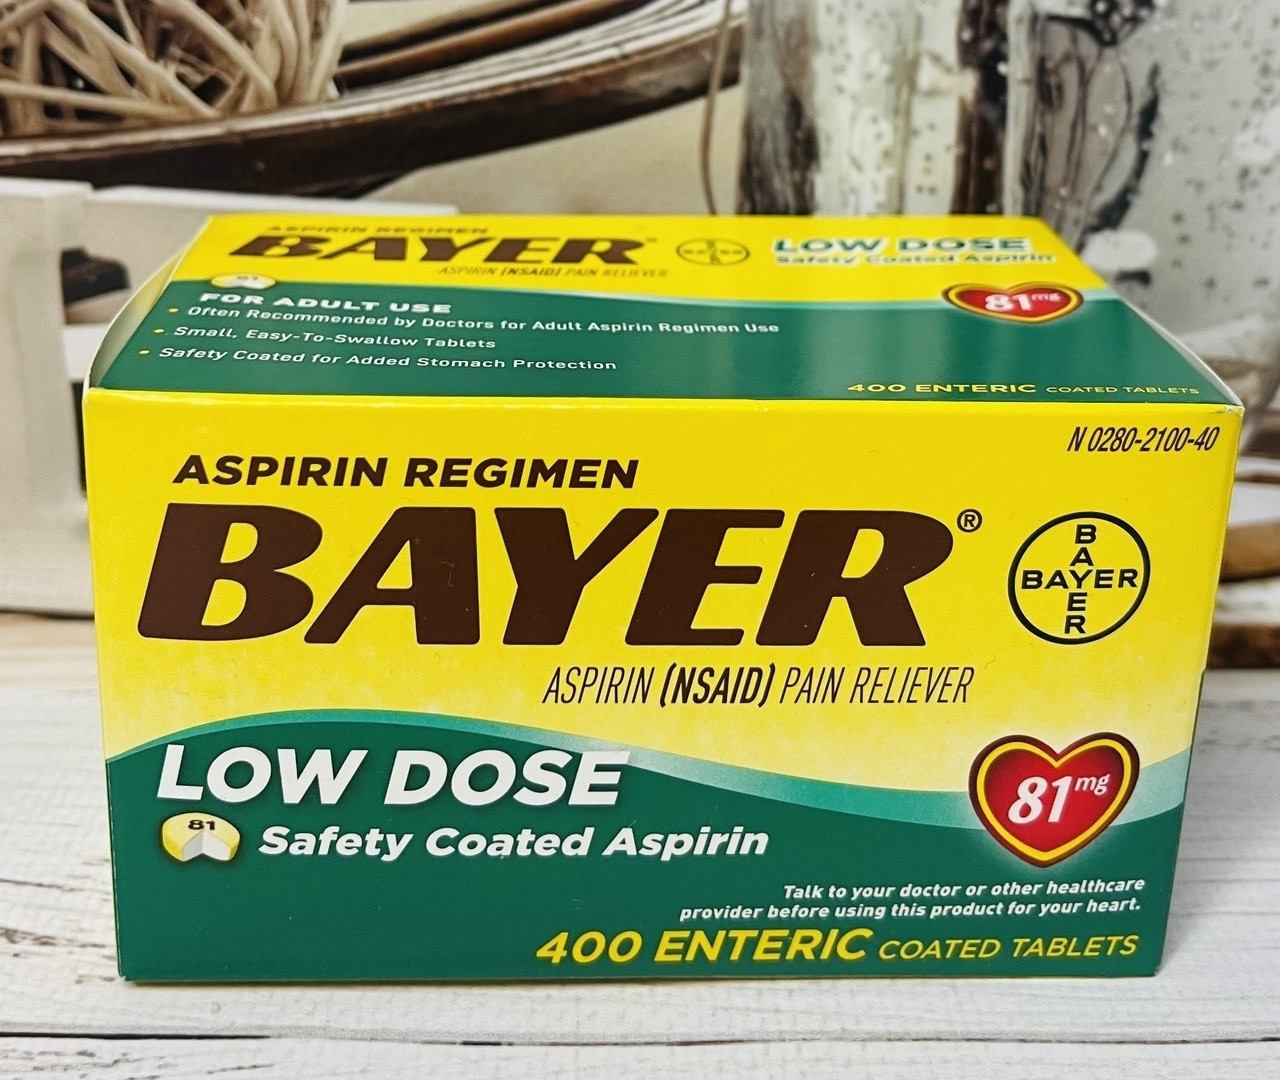 ASPIRIN REGIMEN
BAYER
ASPIRIN (NSAID) PAIN RELIEVER
BAYER
LOW DOSE
Safety Coated Aspirin
81
81 mg
FOR ADULT USE
• Often Recommended by Doctors for Adult Aspirin Regimen Use
• Small, Easy-To-Swallow Tablets
• Safety Coated for Added Stomach Protection
400 ENTERIC COATED TABLETS
N 0280-2100-40
ASPIRIN REGIMEN
BAYER®
BAYER
BAYER
ASPIRIN (NSAID) PAIN RELIEVER
LOW DOSE
81 mg
81
Safety Coated Aspirin
Talk to your doctor or other healthcare
provider before using this product for your heart.
400 ENTERIC COATED TABLETS